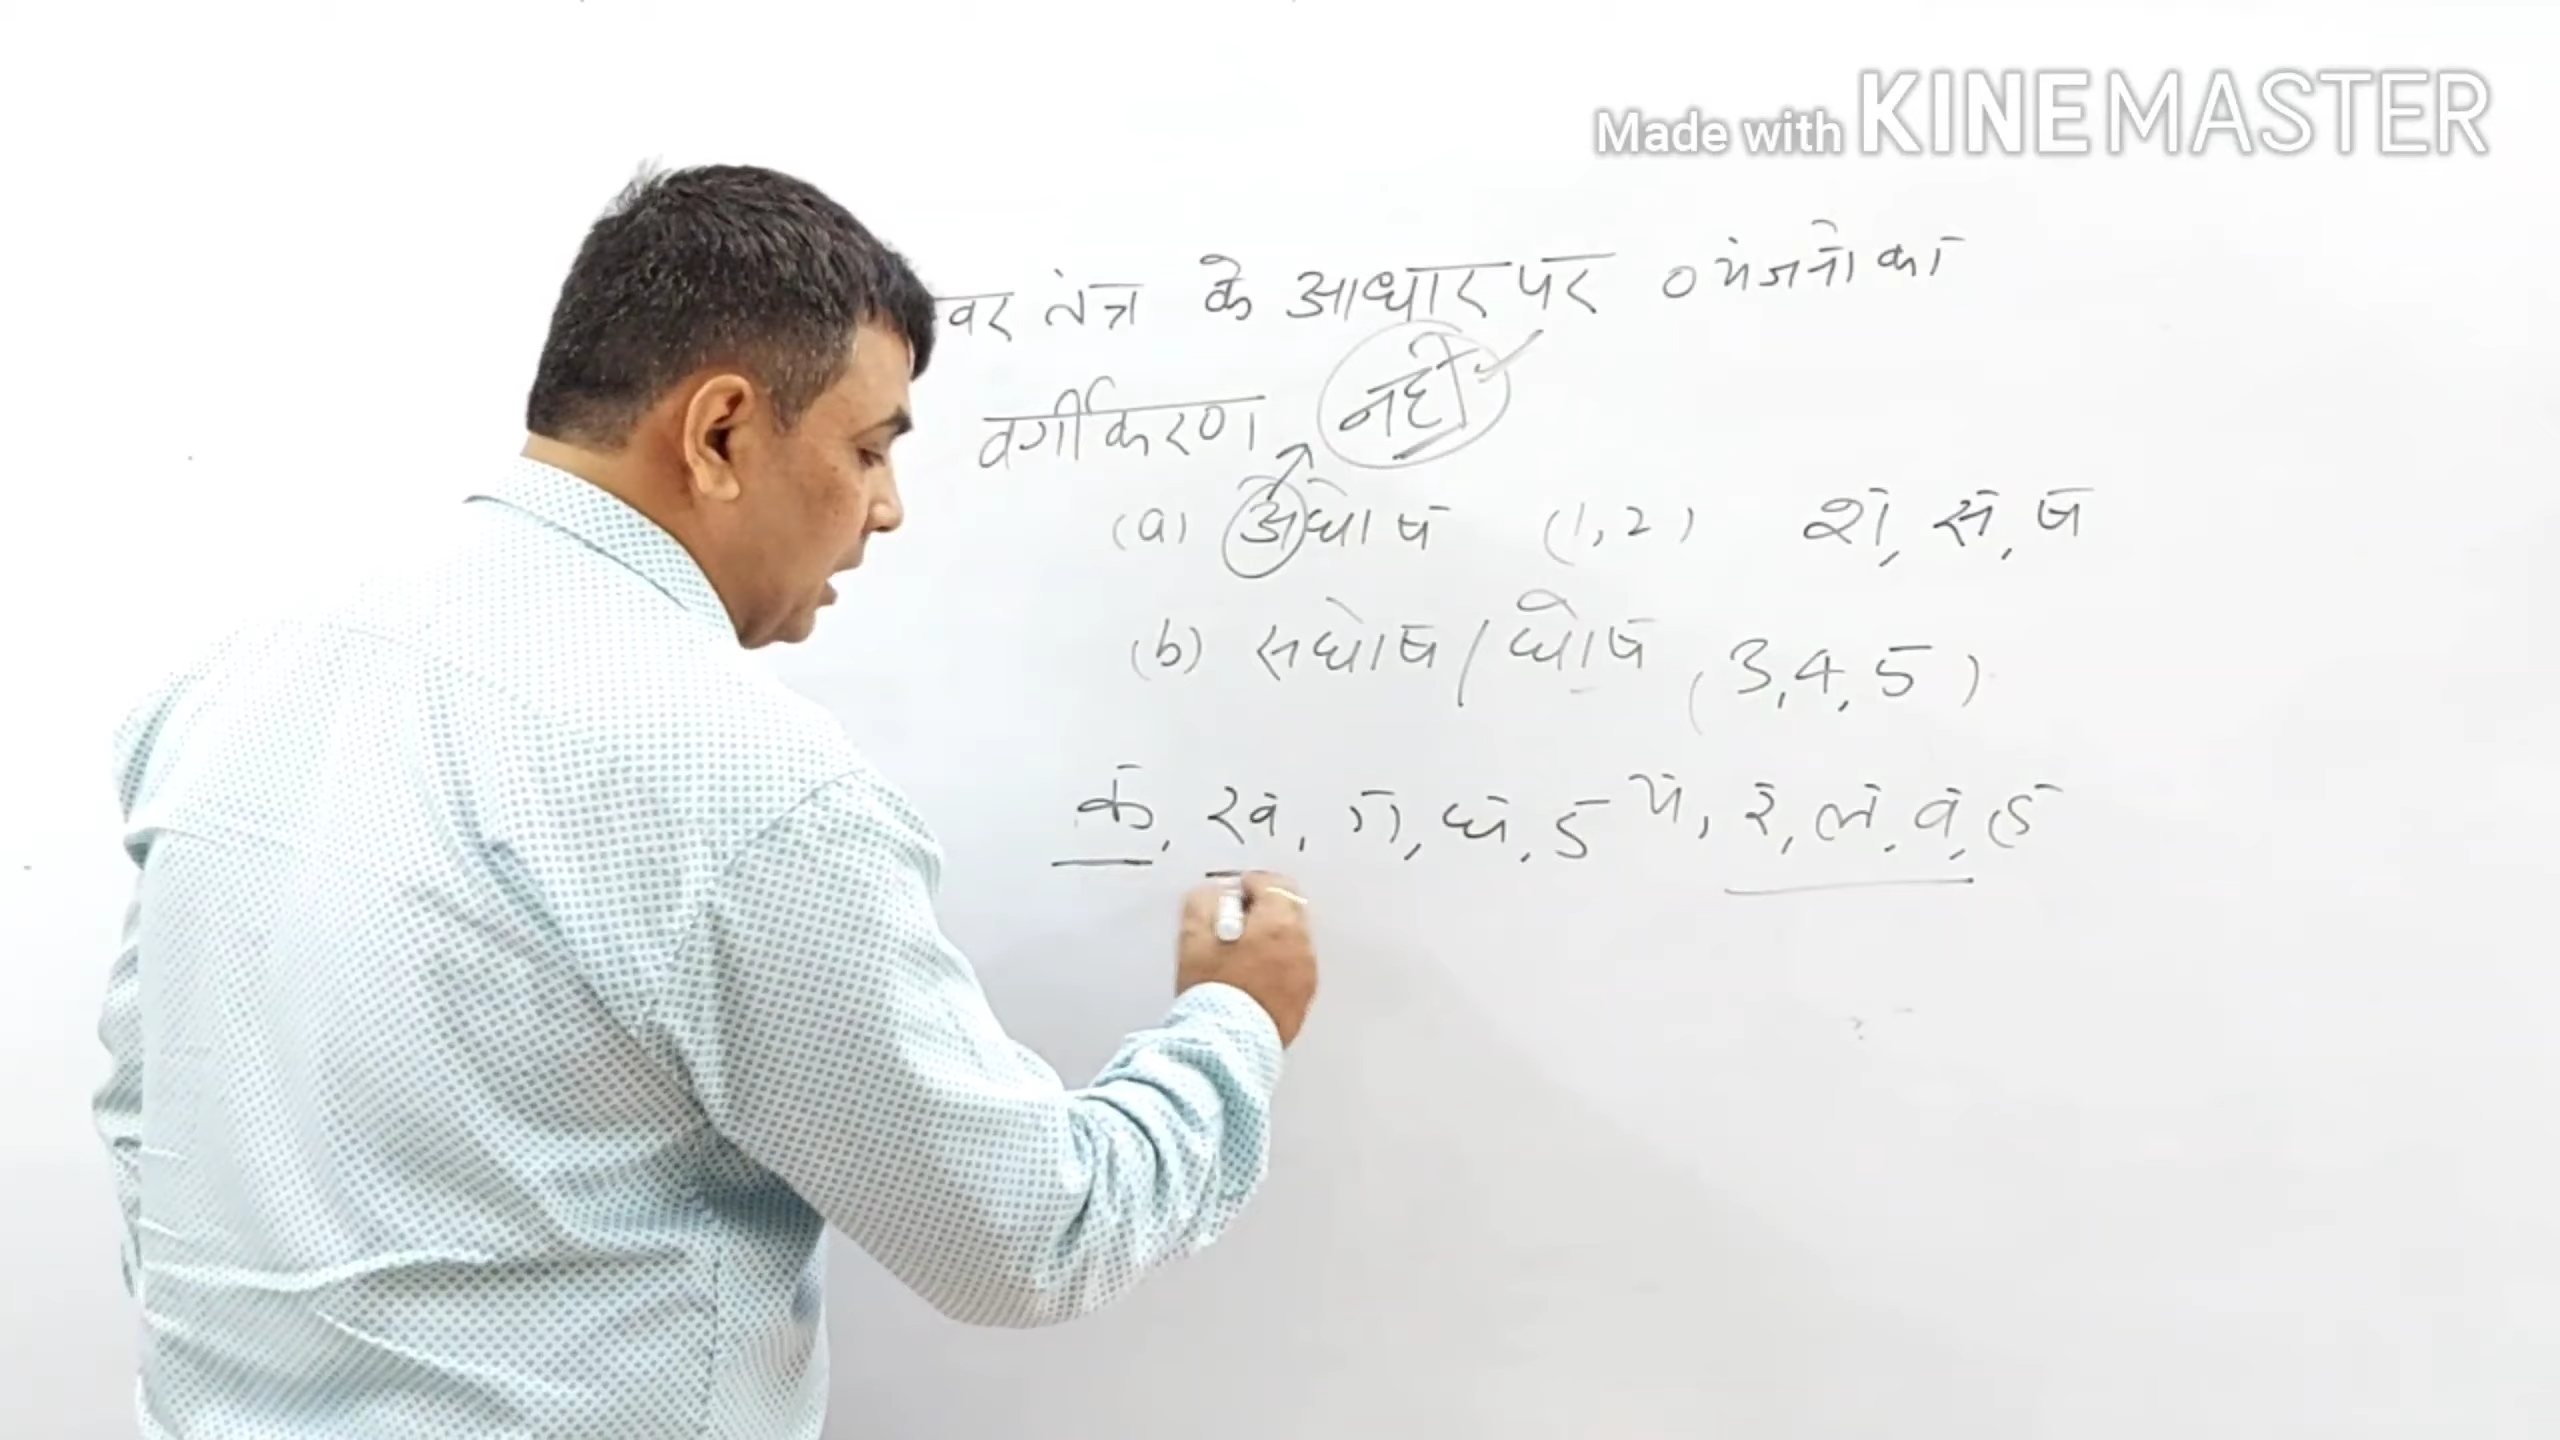 Made with KINEMASTER
वर तंत्र के आधार पर व्यंजनों का
वर्गीकरण नहीं
(a) अघोष (1,2) श, स, ष
(b) सघोष / घोष (3,4,5)
क, ख, ग, घ, ङ य, र, ल, व, ह